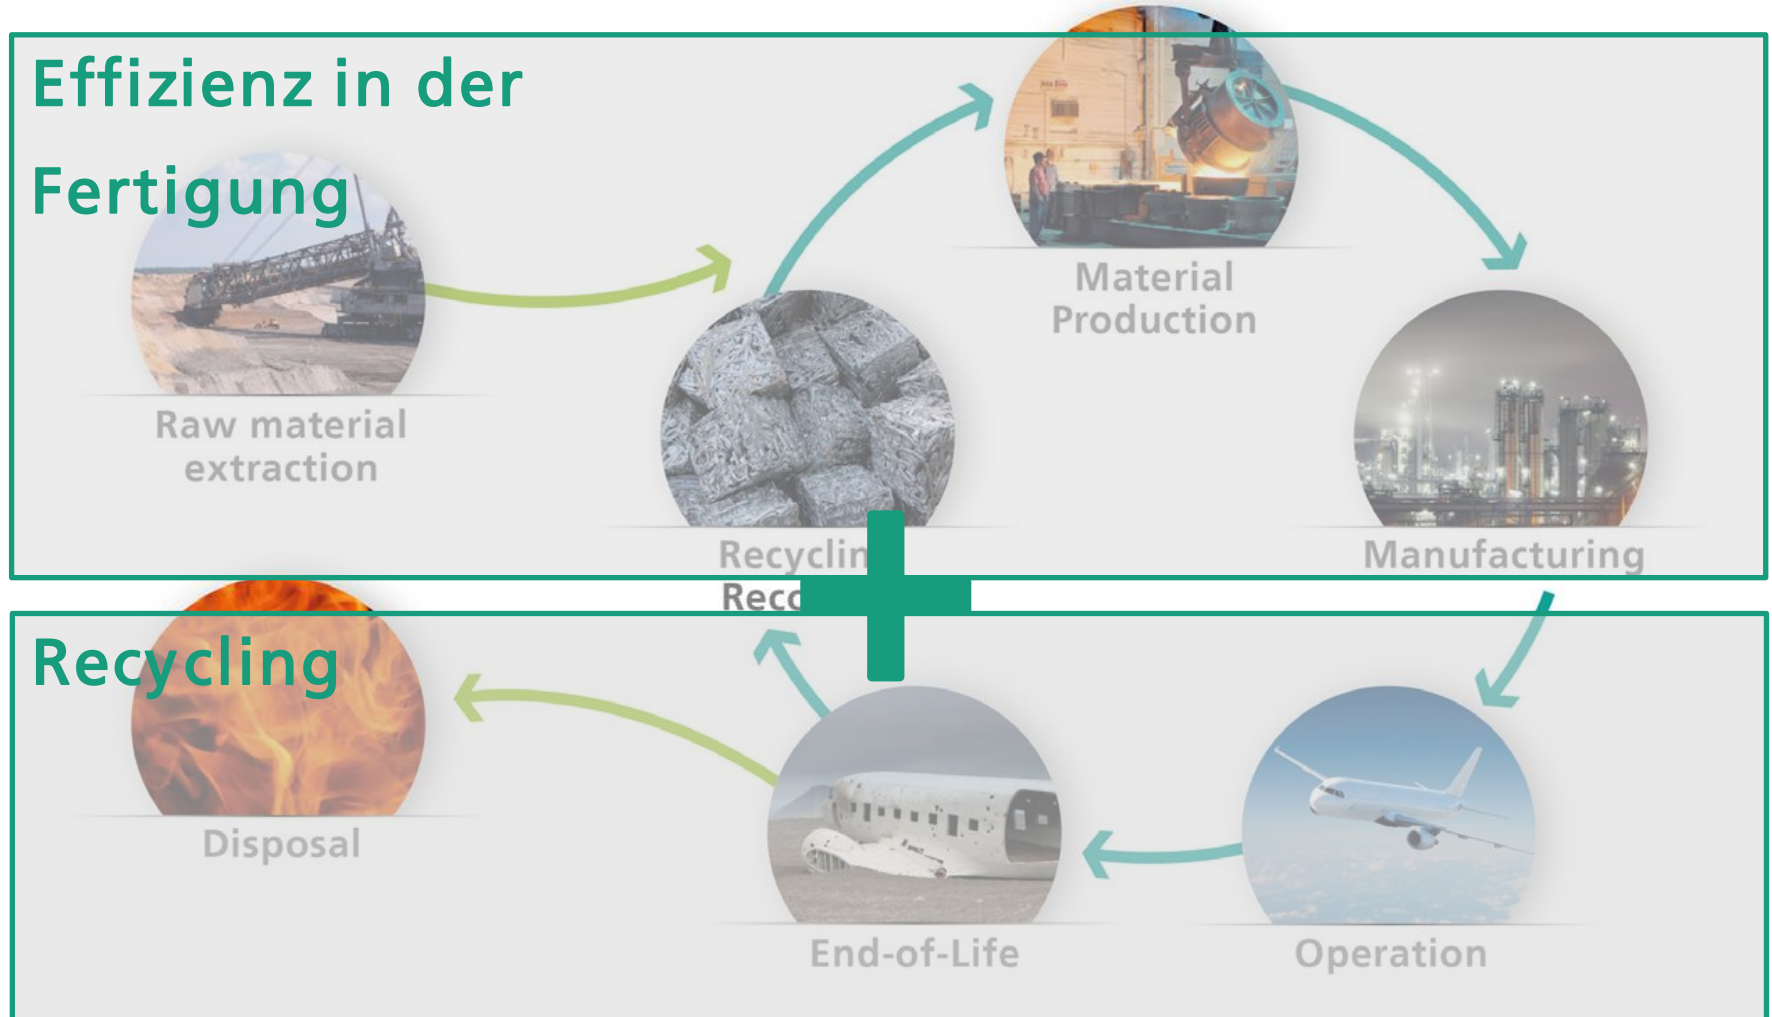 Effizienz in der
Fertigung
Raw material
extraction
Material
Production
Manufacturing
Recycling
Disposal
End-of-Life
Operation